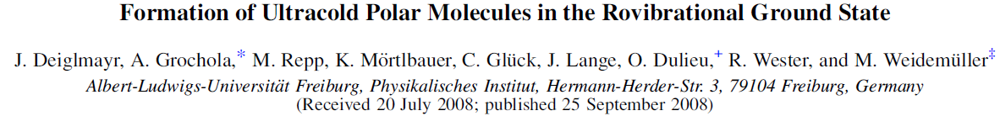 Formation of Ultracold Polar Molecules in the Rovibrational Ground State
J. Deiglmayr, A. Grochola,* M. Repp, K. Mörtlbauer, C. Glück, J. Lange, O. Dulieu,+ R. Wester, and M. Weidemüller‡
Albert-Ludwigs-Universität Freiburg, Physikalisches Institut, Hermann-Herder-Str. 3, 79104 Freiburg, Germany
(Received 20 July 2008; published 25 September 2008)